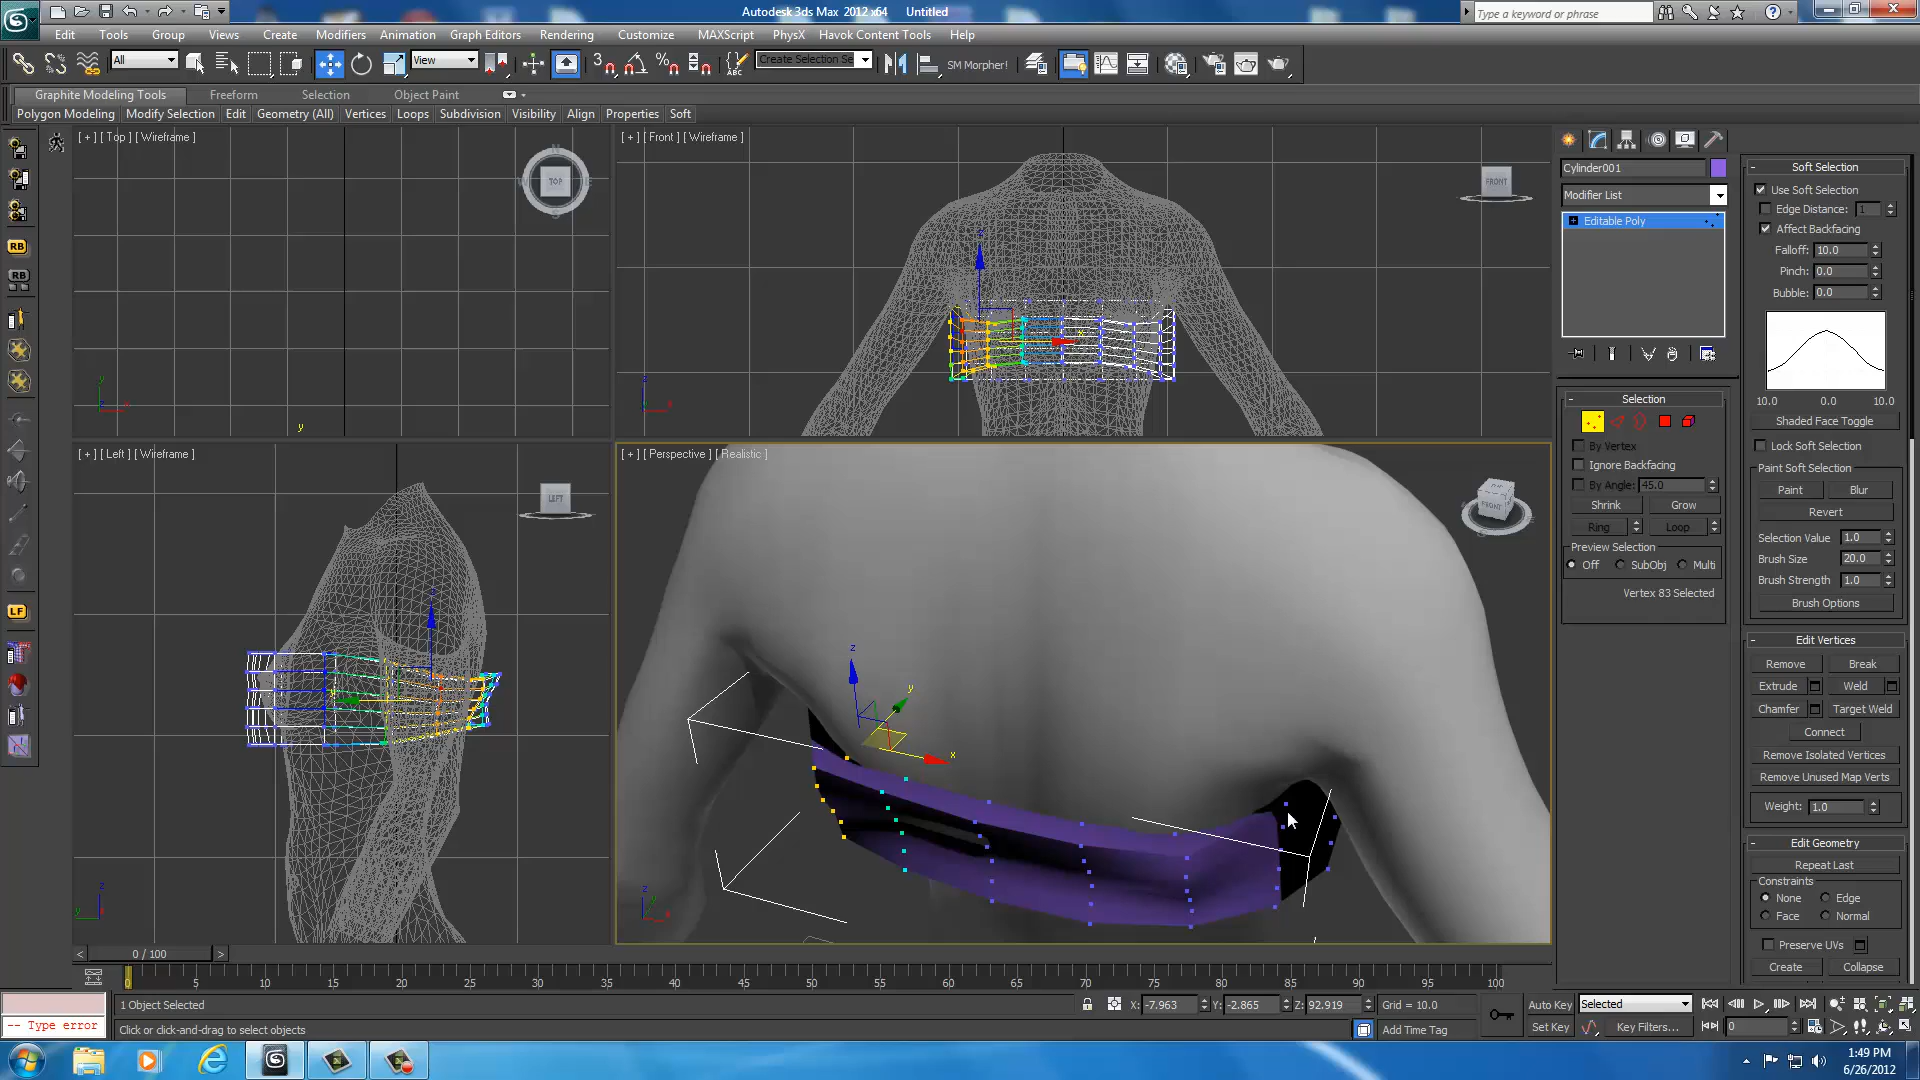 Autodesk 3ds Max 2012 x64 Untitled
Type a keyword or phrase
Edit Tools Group Views Create Modifiers Animation Graph Editors Rendering Customize MAXScript PhysX Havok Content Tools Help
All View Create Selection Se SM Morpher!
Graphite Modeling Tools Freeform Selection Object Paint
Polygon Modeling Modify Selection Edit Geometry (All) Vertices Loops Subdivision Visibility Align Properties Soft
[ + ] [ Top ] [ Wireframe ]
TOP
y
[ + ] [ Front ] [ Wireframe ]
FRONT
[ + ] [ Left ] [ Wireframe ]
LEFT
[ + ] [ Perspective ] [ Realistic ]
FRONT
z
y
x
RB
RB
LF
Cylinder001
Modifier List
Editable Poly
Selection
By Vertex
Ignore Backfacing
By Angle: 45.0
Shrink Grow
Ring Loop
Preview Selection
Off SubObj Multi
Vertex 83 Selected
Soft Selection
Use Soft Selection
Edge Distance: 1
Affect Backfacing
Falloff: 10.0
Pinch: 0.0
Bubble: 0.0
10.0 0.0 10.0
Shaded Face Toggle
Lock Soft Selection
Paint Soft Selection
Paint Blur
Revert
Selection Value 1.0
Brush Size 20.0
Brush Strength 1.0
Brush Options
Edit Vertices
Remove Break
Extrude Weld
Chamfer Target Weld
Connect
Remove Isolated Vertices
Remove Unused Map Verts
Weight: 1.0
Edit Geometry
Repeat Last
Constraints
None Edge
Face Normal
Preserve UVs
Create Collapse
< 0 / 100 >
0 5 10 15 20 25 30 35 40 45 50 55 60 65 70 75 80 85 90 95 100
1 Object Selected X: -7.963 Y: -2.865 Z: 92.919 Grid = 10.0 Auto Key Selected
-- Type error Click or click-and-drag to select objects Add Time Tag Set Key Key Filters... 0
1:49 PM
6/26/2012